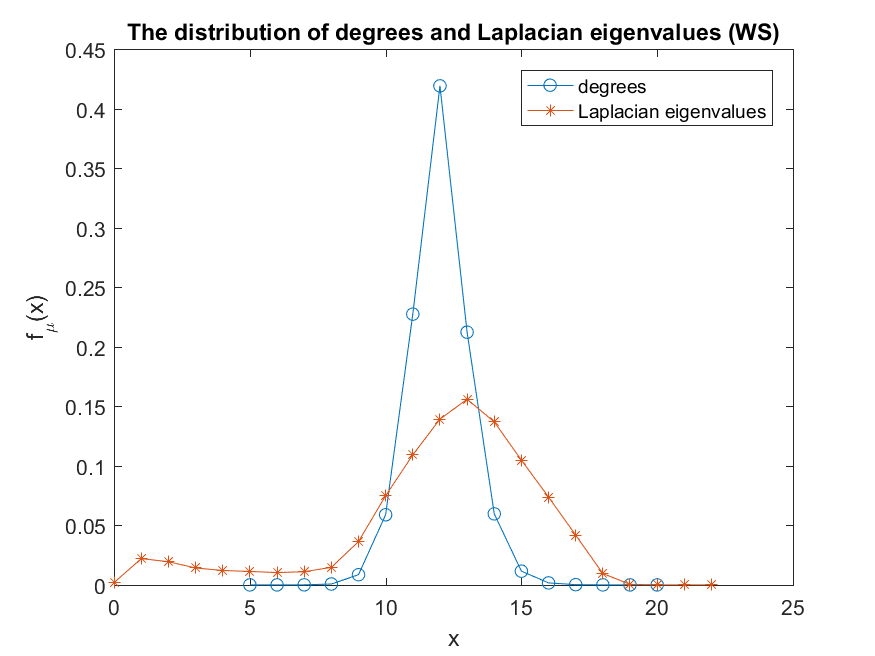 The distribution of degrees and Laplacian eigenvalues (WS)
degrees
Laplacian eigenvalues
0.45
0.4
0.35
0.3
0.25
0.2
0.15
0.1
0.05
0
f_μ(x)
0 5 10 15 20 25
x